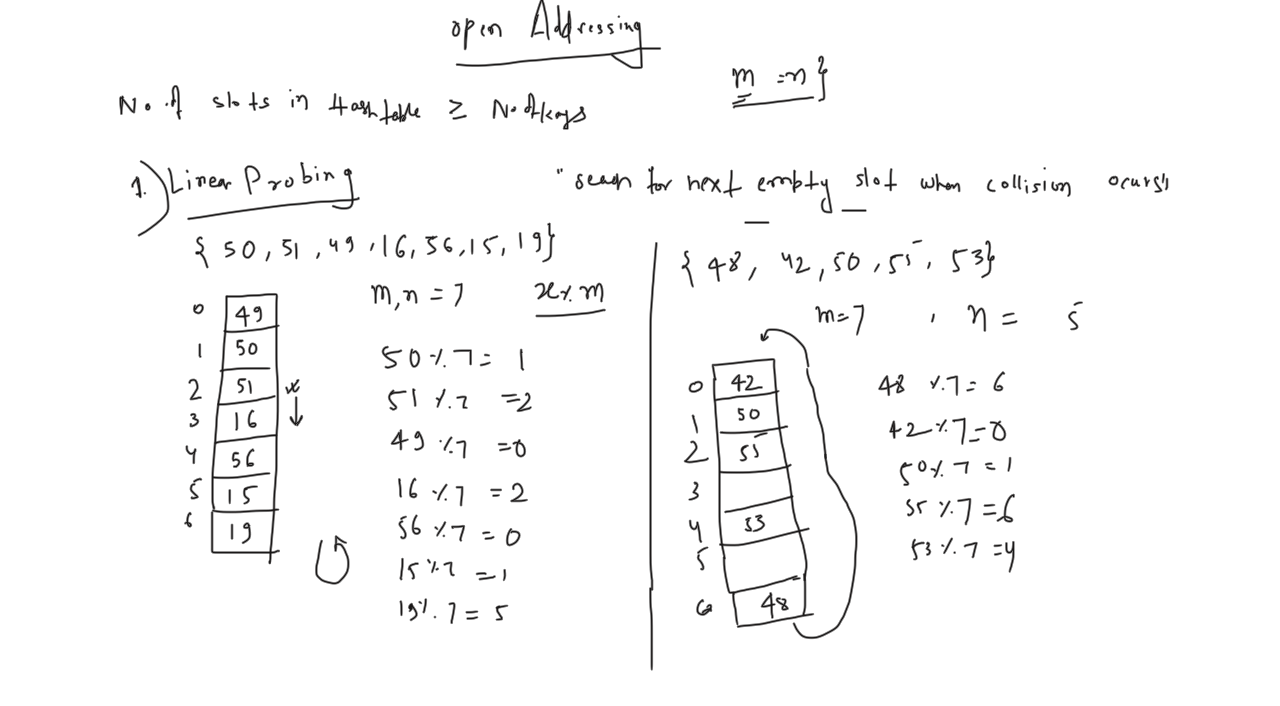 open Addressing
m = n}
No. of slots in Hash table ≥ No. of keys
1.) Linear Probing
"search for next empty slot when collision ocurs"
{ 50, 51, 49, 16, 56, 15, 19}
m, n = 7 x % m
0 49
1 50
2 51
3 16
4 56
5 15
6 19
50 % 7 = 1
51 % 7 = 2
49 % 7 = 0
16 % 7 = 2
56 % 7 = 0
15 % 7 = 1
19 % 7 = 5
{ 48, 42, 50, 55, 53}
m = 7 , n = 5
0 42
1 50
2 55
3
4 53
5
6 48
48 % 7 = 6
42 % 7 = 0
50 % 7 = 1
55 % 7 = 6
53 % 7 = 4